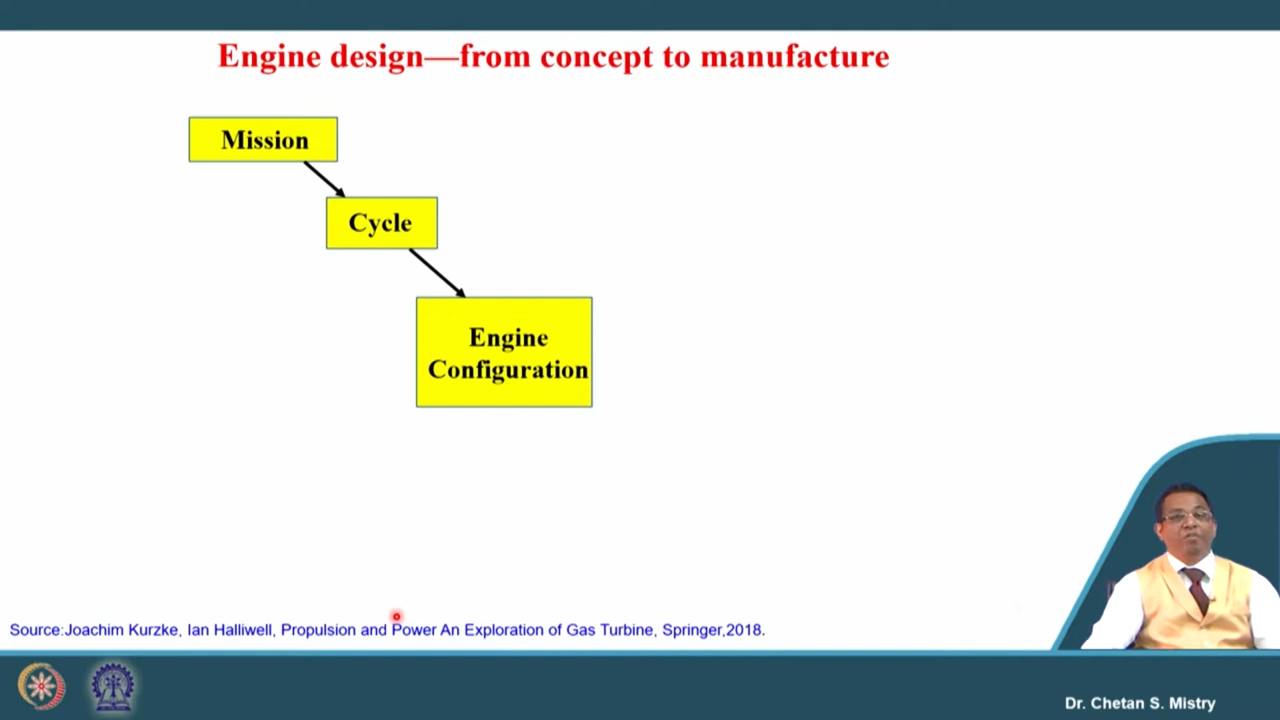 Engine design—from concept to manufacture
Mission
Cycle
Engine
Configuration
Source:Joachim Kurzke, Ian Halliwell, Propulsion and Power An Exploration of Gas Turbine, Springer,2018.
Dr. Chetan S. Mistry